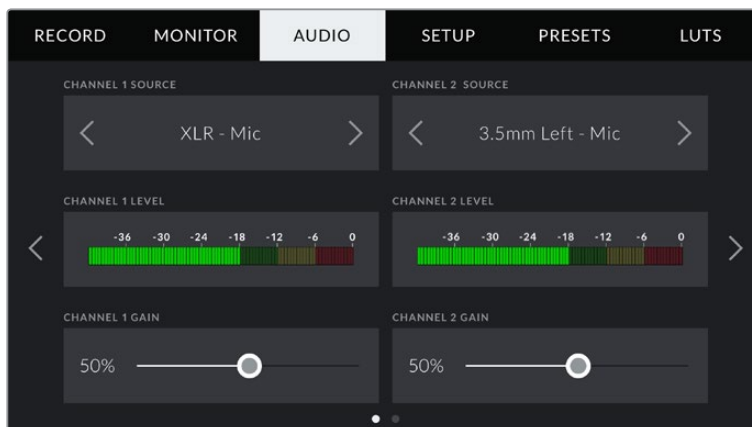 RECORD MONITOR AUDIO SETUP PRESETS LUTS
CHANNEL 1 SOURCE CHANNEL 2 SOURCE
XLR - Mic 3.5mm Left - Mic
CHANNEL 1 LEVEL CHANNEL 2 LEVEL
-36 -30 -24 -18 -12 -6 0 -36 -30 -24 -18 -12 -6 0
CHANNEL 1 GAIN CHANNEL 2 GAIN
50% 50%